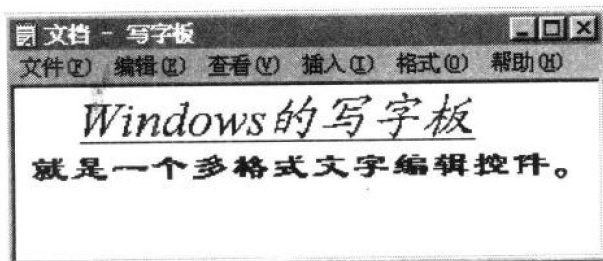 文档 - 写字板
文件(F) 编辑(E) 查看(V) 插入(I) 格式(O) 帮助(H)
Windows的写字板
就是一个多格式文字编辑控件。